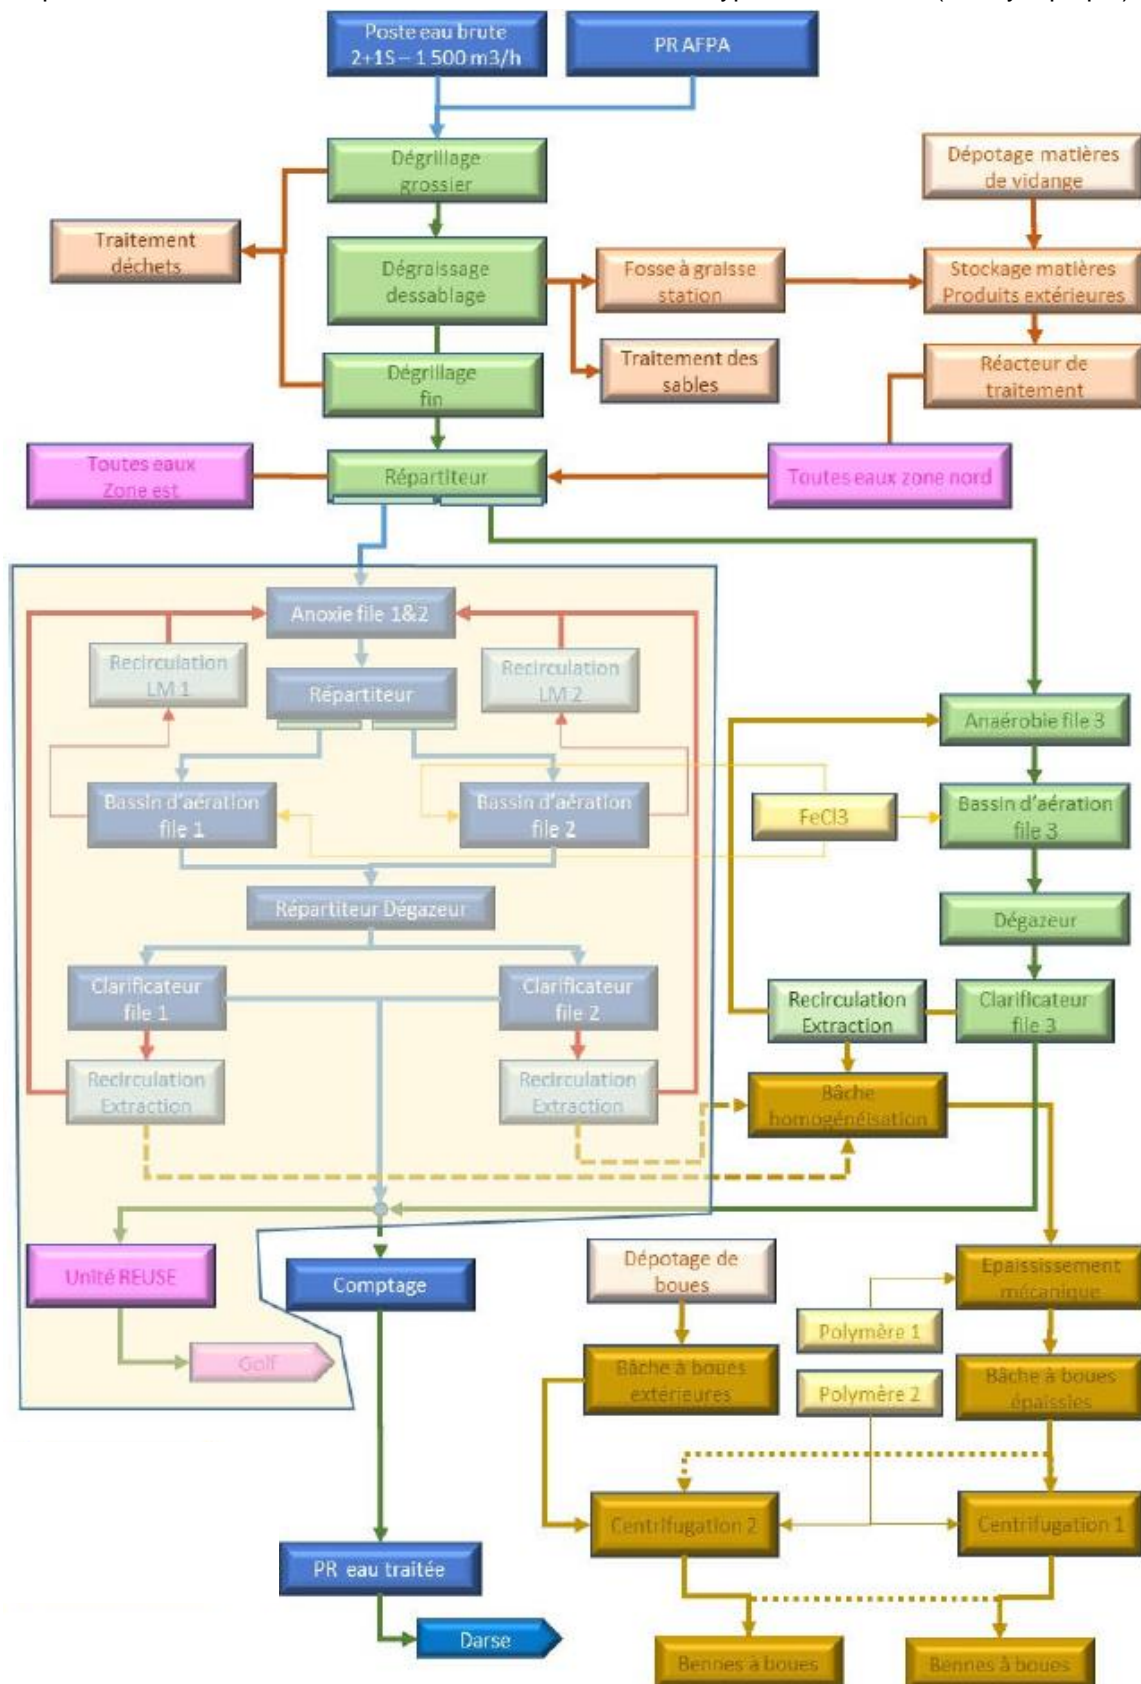 Poste eau brute
2+1S – 1 500 m3/h
PR AFPA
Dégrillage
grossier
Dépotage matières
de vidange
Traitement
déchets
Dégraissage
dessablage
Fosse à graisse
station
Stockage matières
Produits extérieures
Traitement des
sables
Réacteur de
traitement
Dégrillage
fin
Toutes eaux
Zone est
Répartiteur
Toutes eaux zone nord
Anoxie file 1&2
Recirculation
LM 1
Répartiteur
Recirculation
LM 2
Anaérobie file 3
Bassin d'aération
file 1
Bassin d'aération
file 2
FeCl3
Bassin d'aération
file 3
Répartiteur Dégazeur
Dégazeur
Clarificateur
file 1
Clarificateur
file 2
Recirculation
Extraction
Clarificateur
file 3
Recirculation
Extraction
Recirculation
Extraction
Bâche
homogénéisation
Unité REUSE
Comptage
Dépotage de
boues
Epaississement
mécanique
Polymère 1
Golf
Bâche à boues
extérieures
Polymère 2
Bâche à boues
épaissies
Centrifugation 2
Centrifugation 1
PR eau traitée
Darse
Bennes à boues
Bennes à boues